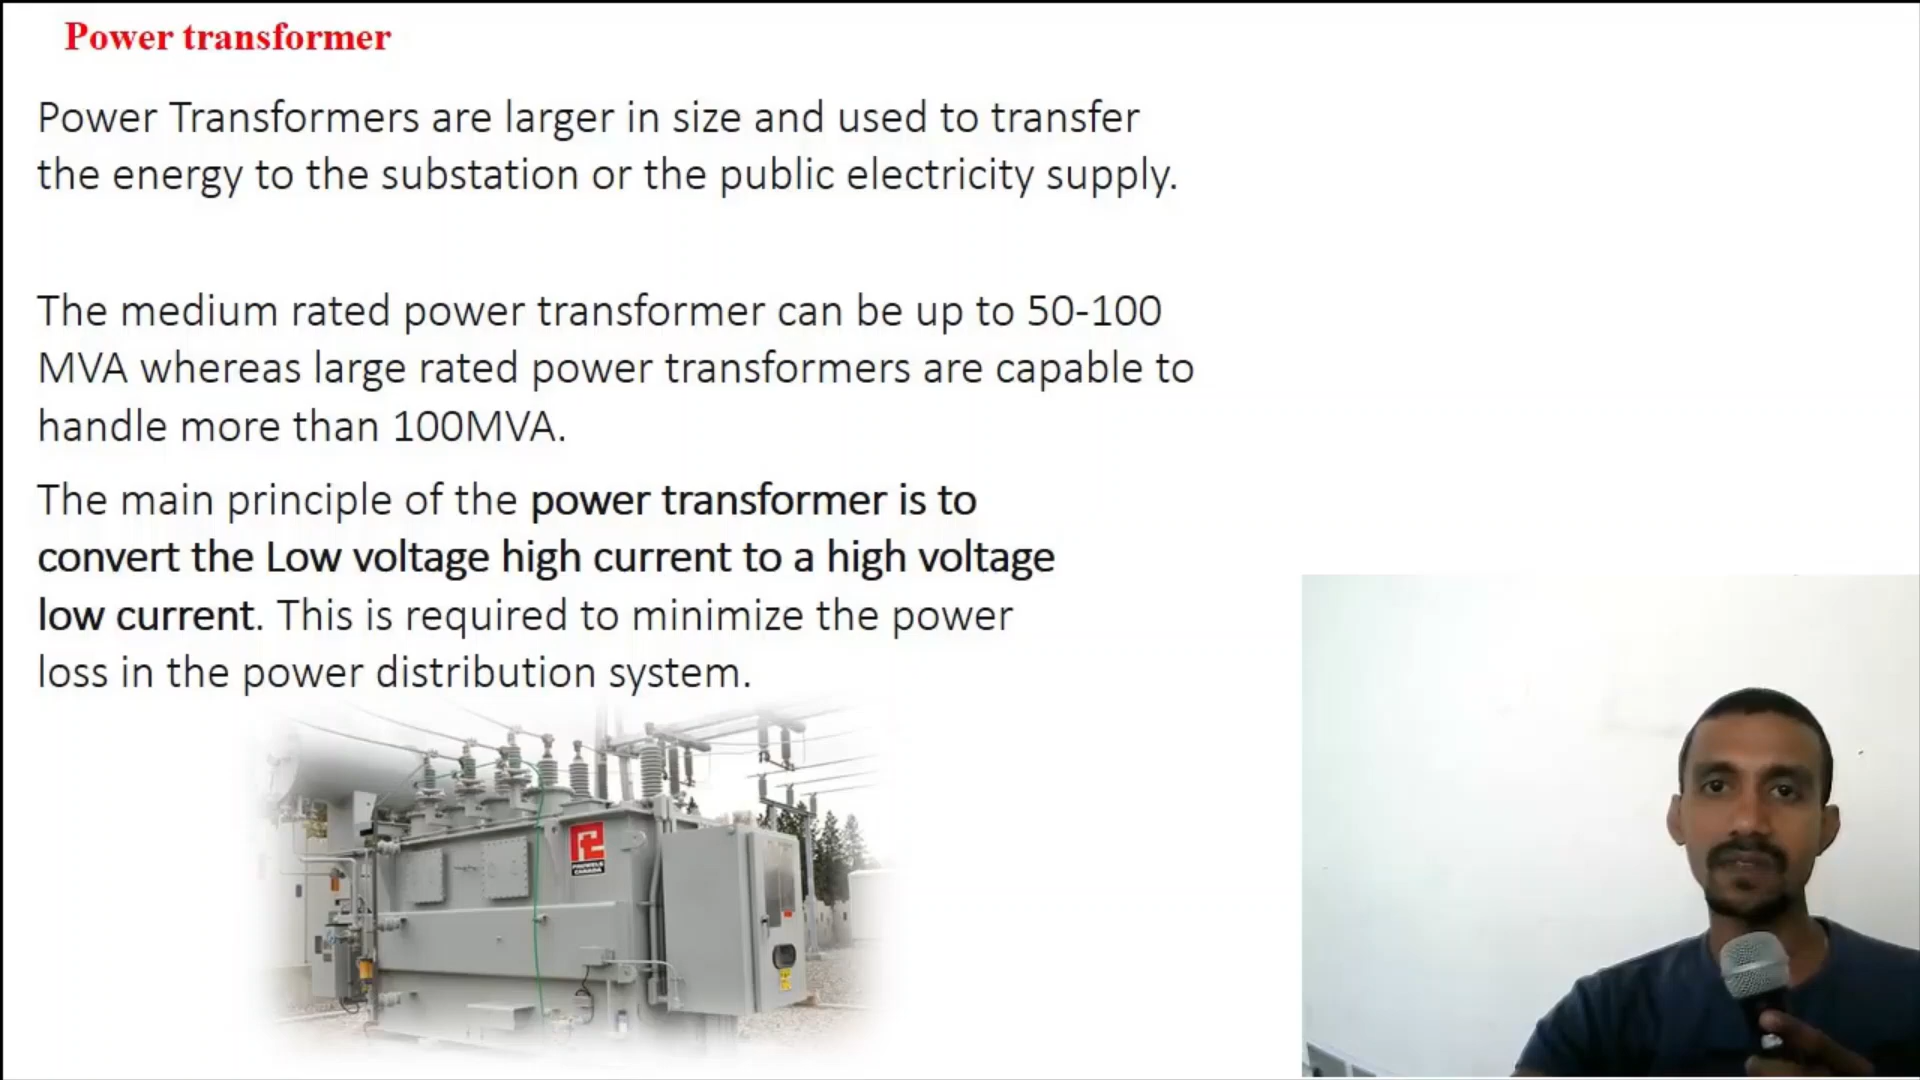 Power transformer
Power Transformers are larger in size and used to transfer
the energy to the substation or the public electricity supply.
The medium rated power transformer can be up to 50-100
MVA whereas large rated power transformers are capable to
handle more than 100MVA.
The main principle of the power transformer is to
convert the Low voltage high current to a high voltage
low current. This is required to minimize the power
loss in the power distribution system.
PAUWELS
CANADA